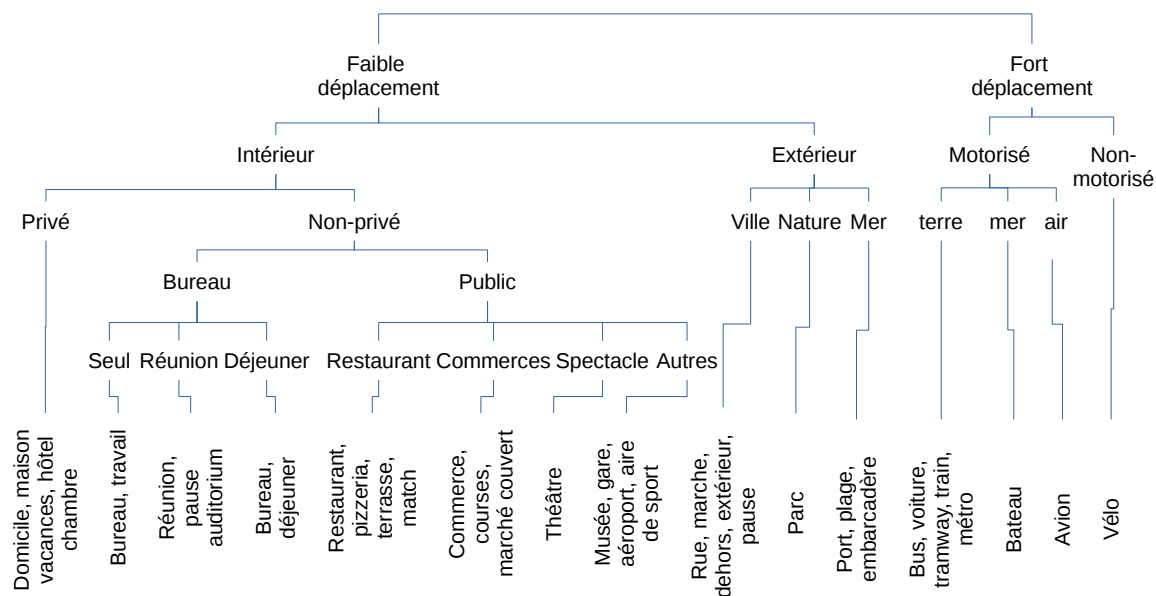 Faible
déplacement
Fort
déplacement
Intérieur
Extérieur
Motorisé
Non-
motorisé
Privé
Non-privé
Ville
Nature
Mer
terre
mer
air
Bureau
Public
Seul
Réunion
Déjeuner
Restaurant
Commerces
Spectacle
Autres
Domicile, maison
vacances, hôtel
chambre
Bureau, travail
Réunion,
pause
auditorium
Bureau,
déjeuner
Restaurant,
pizzeria,
terrasse,
match
Commerce,
courses,
marché couvert
Théâtre
Musée, gare,
aéroport, aire
de sport
Rue, marche,
dehors, extérieur,
pause
Parc
Port, plage,
embarcadère
Bus, voiture,
tramway, train,
métro
Bateau
Avion
Vélo